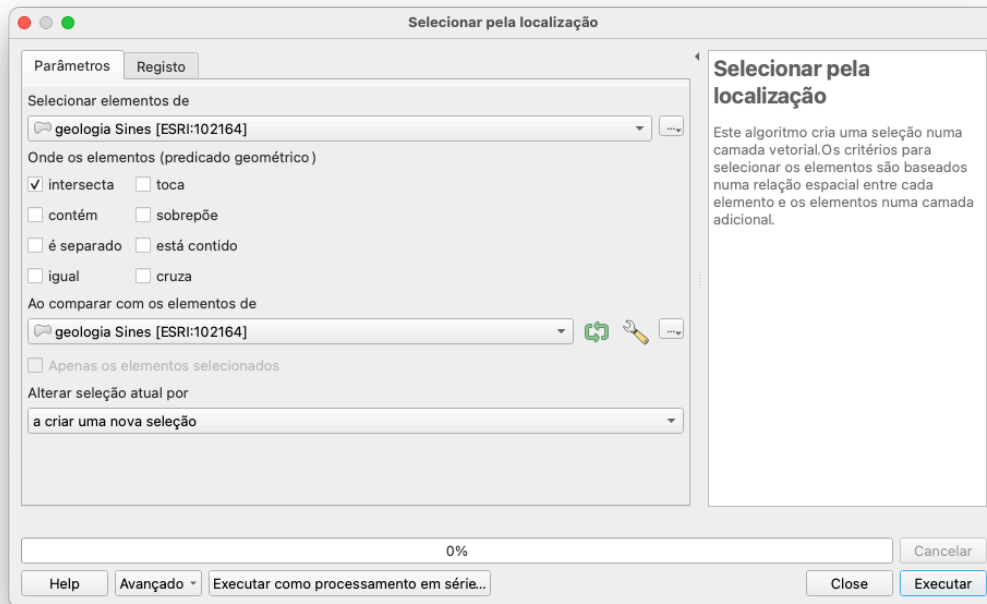 Selecionar pela localização
Parâmetros
Registo
Selecionar elementos de
geologia Sines [ESRI:102164]
...
Onde os elementos (predicado geométrico)
intersecta
toca
contém
sobrepõe
é separado
está contido
igual
cruza
Ao comparar com os elementos de
geologia Sines [ESRI:102164]
...
Apenas os elementos selecionados
Alterar seleção atual por
a criar uma nova seleção
Selecionar pela
localização
Este algoritmo cria uma seleção numa
camada vetorial.Os critérios para
selecionar os elementos são baseados
numa relação espacial entre cada
elemento e os elementos numa camada
adicional.
0%
Cancelar
Help
Avançado
Executar como processamento em série...
Close
Executar